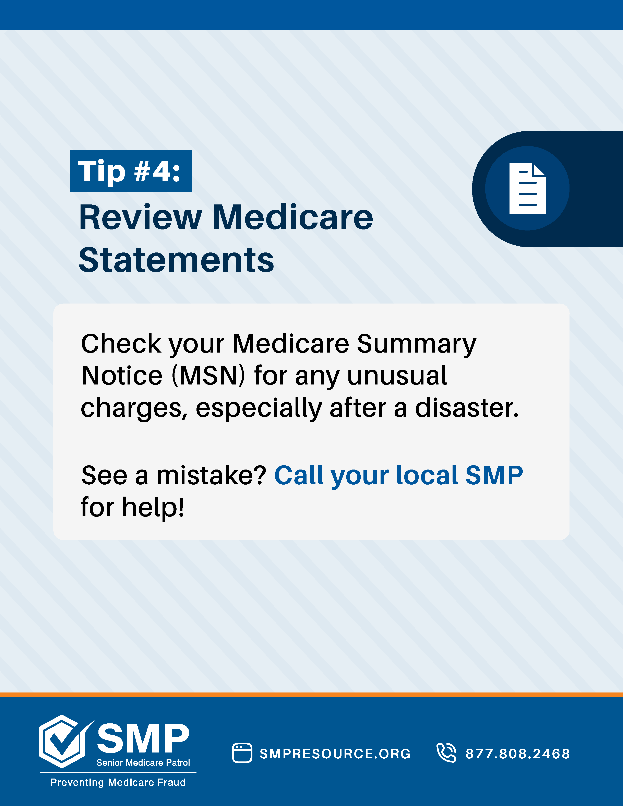 Tip #4:
Review Medicare
Statements
Check your Medicare Summary
Notice (MSN) for any unusual
charges, especially after a disaster.
See a mistake? Call your local SMP
for help!
SMP
Senior Medicare Patrol
Preventing Medicare Fraud
SMPRESOURCE.ORG
877.808.2468